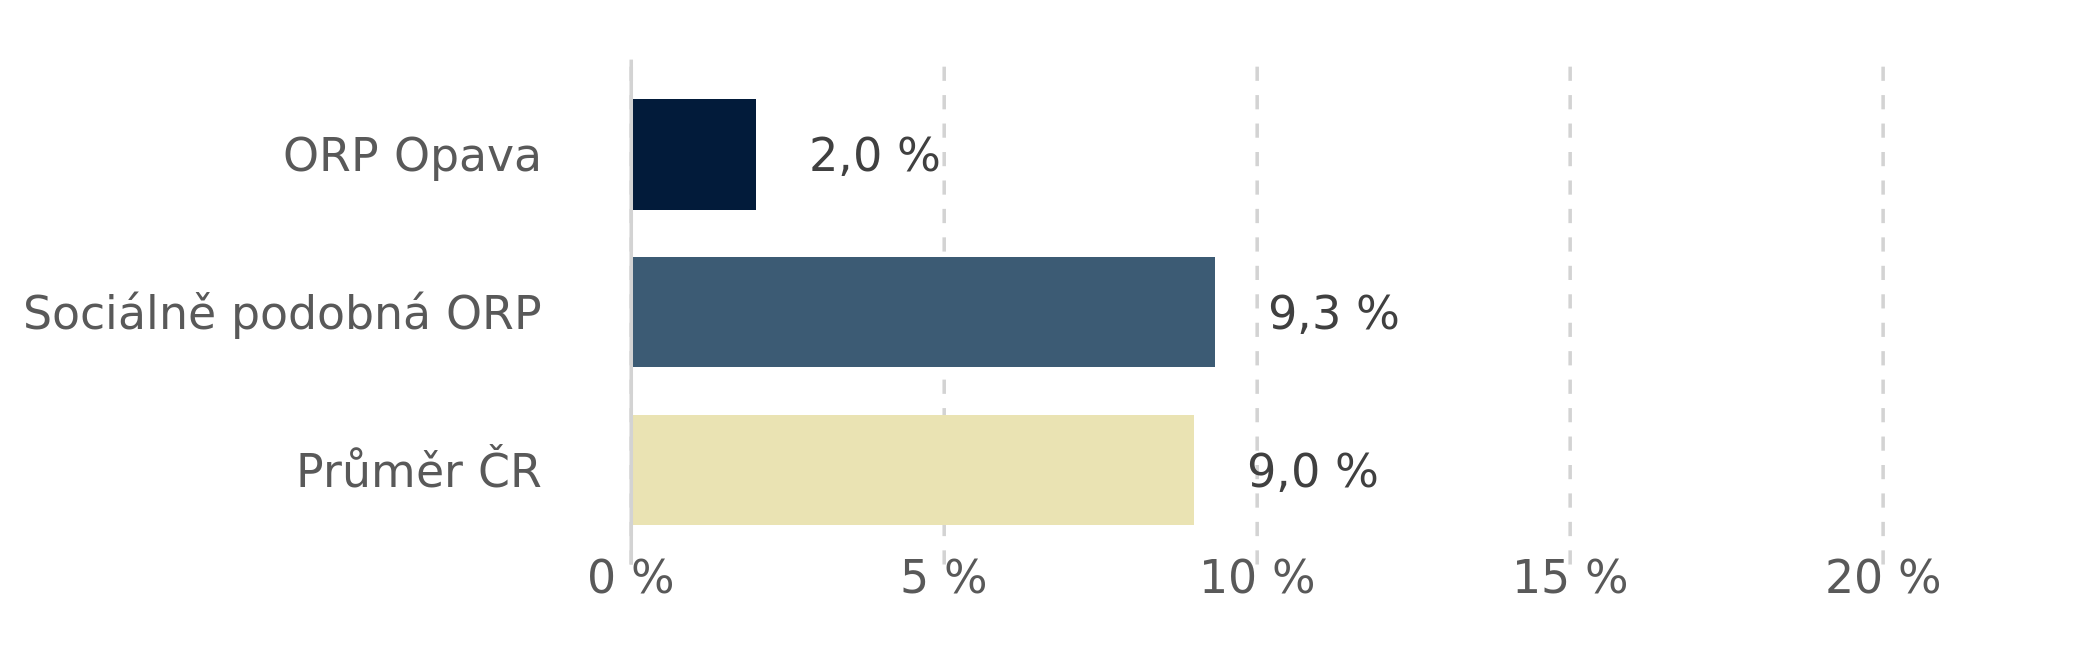 ORP Opava
2,0 %
Sociálně podobná ORP
9,3 %
Průměr ČR
9,0 %
0 %
5 %
10 %
15 %
20 %